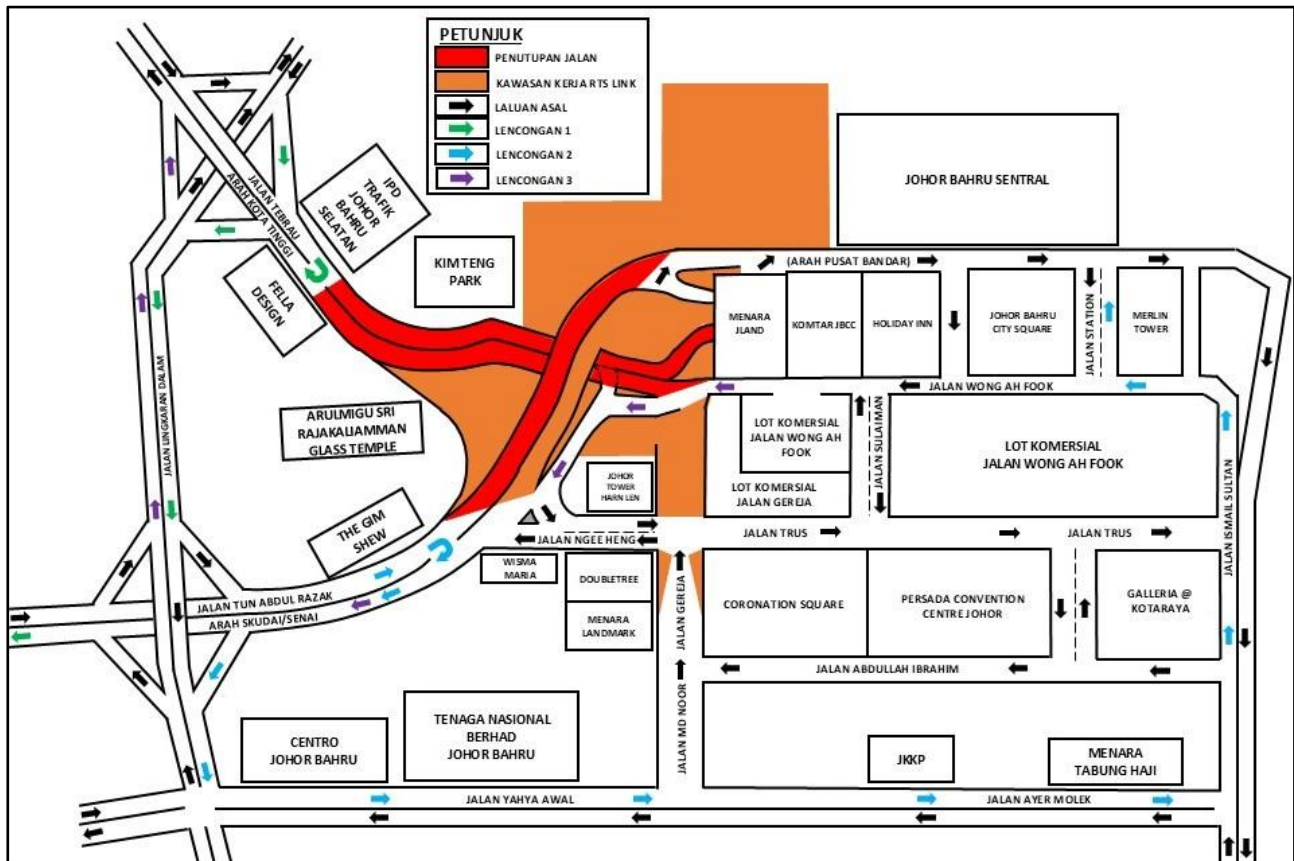 PETUNJUK
PENUTUPAN JALAN
KAWASAN KERJA RTS LINK
LALUAN ASAL
LENCONGAN 1
LENCONGAN 2
LENCONGAN 3
JALAN TEBRAU
ARAH KOTA TINGGI
IPD
TRAFIK
JOHOR
BAHRU
SELATAN
FELLA
DESIGN
KIMTENG
PARK
JOHOR BAHRU SENTRAL
(ARAH PUSAT BANDAR)
MENARA
JLAND
KOMTAR JBCC
HOLIDAY INN
JOHOR BAHRU
CITY SQUARE
JALAN STATION
MERLIN
TOWER
JALAN WONG AH FOOK
JALAN LINGKARAN DALAM
ARULMIGU SRI
RAJAKALIAMMAN
GLASS TEMPLE
LOT KOMERSIAL
JALAN WONG AH
FOOK
LOT KOMERSIAL
JALAN GEREJA
JALAN SULAIMAN
LOT KOMERSIAL
JALAN WONG AH FOOK
JALAN ISMAIL SULTAN
JOHOR
TOWER
HARN LEN
THE GIM
SHEW
JALAN NGEE HENG
JALAN TRUS
JALAN TRUS
WISMA
MARIA
DOUBLETREE
MENARA
LANDMARK
JALAN GEREJA
CORONATION SQUARE
PERSADA CONVENTION
CENTRE JOHOR
GALLERIA @
KOTARAYA
JALAN TUN ABDUL RAZAK
ARAH SKUDAI/SENAI
JALAN ABDULLAH IBRAHIM
JALAN MD NOOR
CENTRO
JOHOR BAHRU
TENAGA NASIONAL
BERHAD
JOHOR BAHRU
JKKP
MENARA
TABUNG HAJI
JALAN YAHYA AWAL
JALAN AYER MOLEK